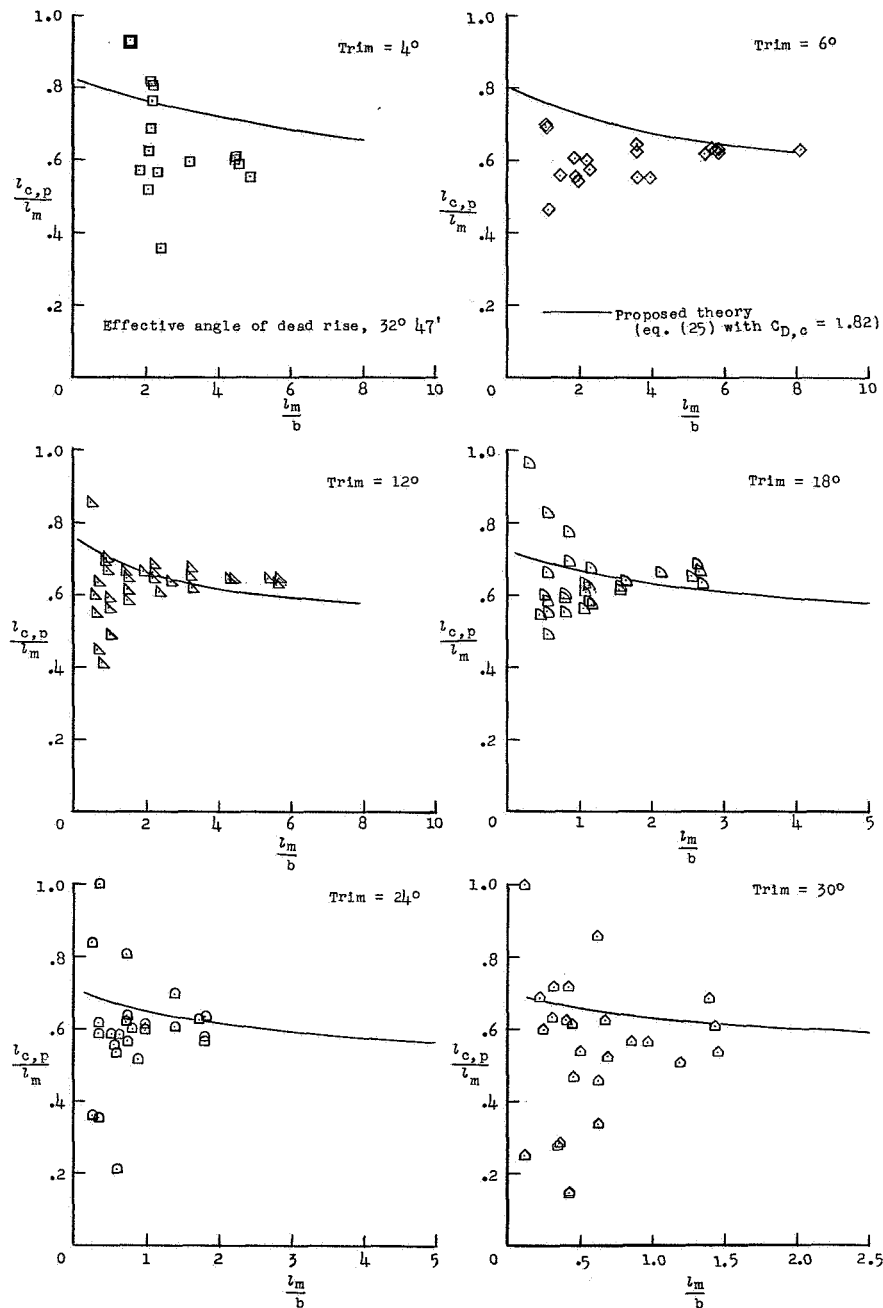 1.0
.8
.6
.4
.2
0
l_c,p
l_m
Trim = 4°
Effective angle of dead rise, 32° 47'
2 4 6 8 10
l_m
b
1.0
.8
.6
.4
.2
0
l_c,p
l_m
Trim = 6°
Proposed theory
(eq. (25) with C_D,c = 1.82)
2 4 6 8 10
l_m
b
1.0
.8
.6
.4
.2
0
l_c,p
l_m
Trim = 12°
2 4 6 8 10
l_m
b
1.0
.8
.6
.4
.2
0
l_c,p
l_m
Trim = 18°
1 2 3 4 5
l_m
b
1.0
.8
.6
.4
.2
0
l_c,p
l_m
Trim = 24°
1 2 3 4 5
l_m
b
1.0
.8
.6
.4
.2
0
l_c,p
l_m
Trim = 30°
.5 1.0 1.5 2.0 2.5
l_m
b